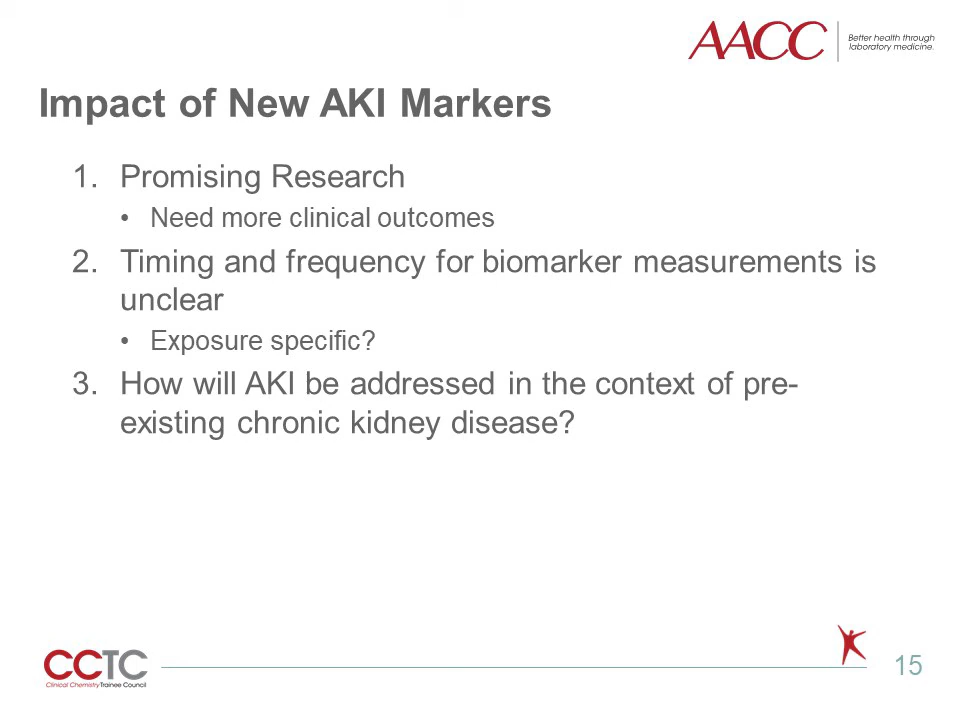 AACC
Better health through
laboratory medicine.
Impact of New AKI Markers
1. Promising Research
• Need more clinical outcomes
2. Timing and frequency for biomarker measurements is
unclear
• Exposure specific?
3. How will AKI be addressed in the context of pre-
existing chronic kidney disease?
CCTC
Clinical Chemistry Trainee Council
15